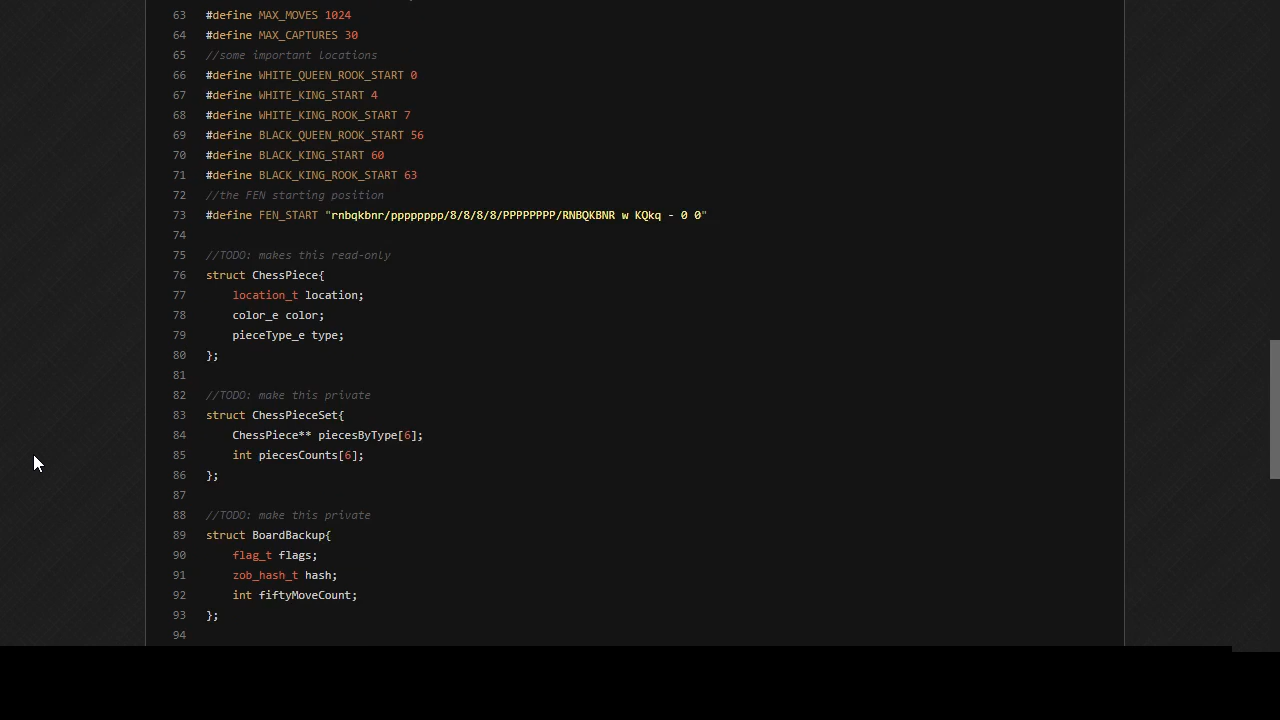 63 #define MAX_MOVES 1024
64 #define MAX_CAPTURES 30
65 //some important locations
66 #define WHITE_QUEEN_ROOK_START 0
67 #define WHITE_KING_START 4
68 #define WHITE_KING_ROOK_START 7
69 #define BLACK_QUEEN_ROOK_START 56
70 #define BLACK_KING_START 60
71 #define BLACK_KING_ROOK_START 63
72 //the FEN starting position
73 #define FEN_START "rnbqkbnr/pppppppp/8/8/8/8/PPPPPPPP/RNBQKBNR w KQkq - 0 0"
74
75 //TODO: makes this read-only
76 struct ChessPiece{
77     location_t location;
78     color_e color;
79     pieceType_e type;
80 };
81
82 //TODO: make this private
83 struct ChessPieceSet{
84     ChessPiece** piecesByType[6];
85     int piecesCounts[6];
86 };
87
88 //TODO: make this private
89 struct BoardBackup{
90     flag_t flags;
91     zob_hash_t hash;
92     int fiftyMoveCount;
93 };
94